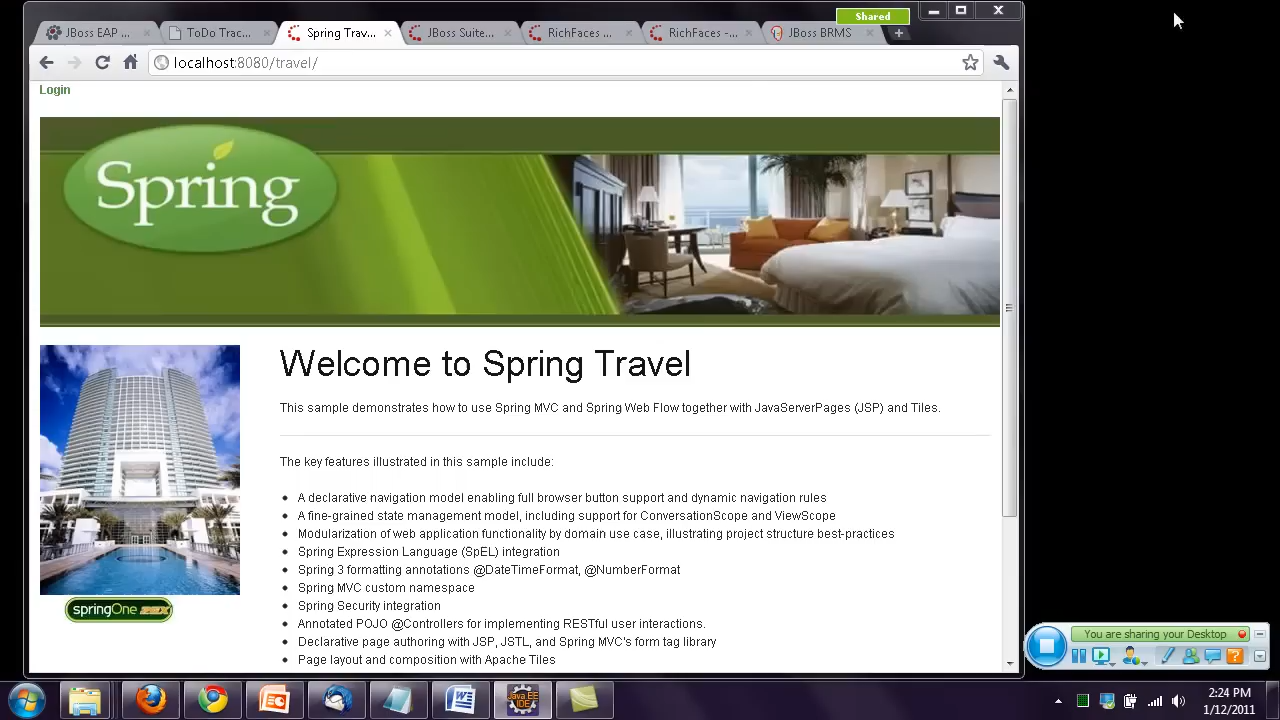 Shared
JBoss EAP ...
ToDo_Trac...
Spring Trav...
JBoss Suite...
RichFaces ...
RichFaces -...
JBoss BRMS
localhost:8080/travel/
Login
Spring
Welcome to Spring Travel
This sample demonstrates how to use Spring MVC and Spring Web Flow together with JavaServerPages (JSP) and Tiles.
The key features illustrated in this sample include:
A declarative navigation model enabling full browser button support and dynamic navigation rules
A fine-grained state management model, including support for ConversationScope and ViewScope
Modularization of web application functionality by domain use case, illustrating project structure best-practices
Spring Expression Language (SpEL) integration
Spring 3 formatting annotations @DateTimeFormat, @NumberFormat
Spring MVC custom namespace
Spring Security integration
Annotated POJO @Controllers for implementing RESTful user interactions.
Declarative page authoring with JSP, JSTL, and Spring MVC's form tag library
Page layout and composition with Apache Tiles
springOne 2GX
You are sharing your Desktop
Java EE
IDE
2:24 PM
1/12/2011